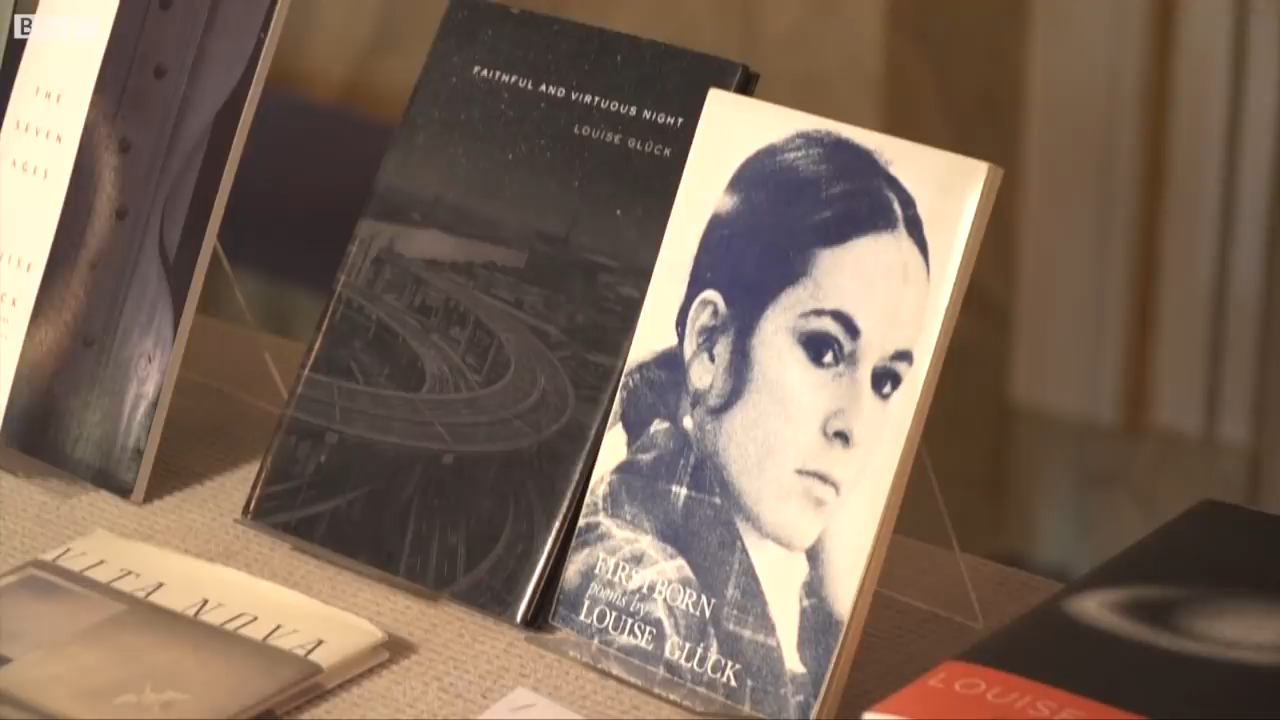 THE
SEVEN
AGES
FAITHFUL AND VIRTUOUS NIGHT
LOUISE GLÜCK
FIRSTBORN
poems by
LOUISE GLÜCK
VITA NOVA
LOUISE